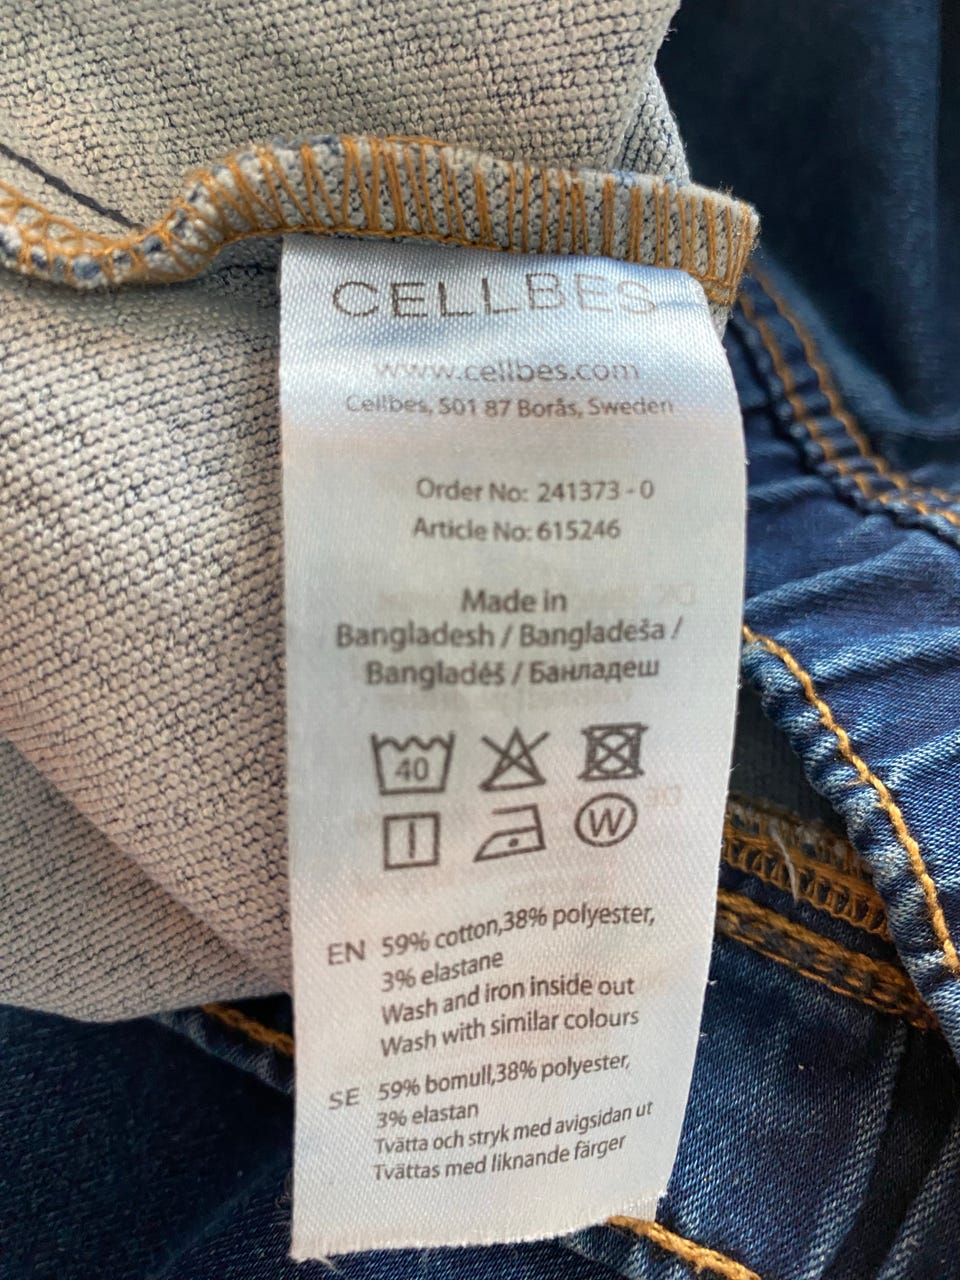 CELLBES
www.cellbes.com
Cellbes, 501 87 Borås, Sweden
Order No: 241373 - 0
Article No: 615246
Made in
Bangladesh / Bangladeša /
Bangladéš / Банладеш
40
W
EN 59% cotton,38% polyester,
3% elastane
Wash and iron inside out
Wash with similar colours
SE 59% bomull,38% polyester,
3% elastan
Tvätta och stryk med avigsidan ut
Tvättas med liknande färger